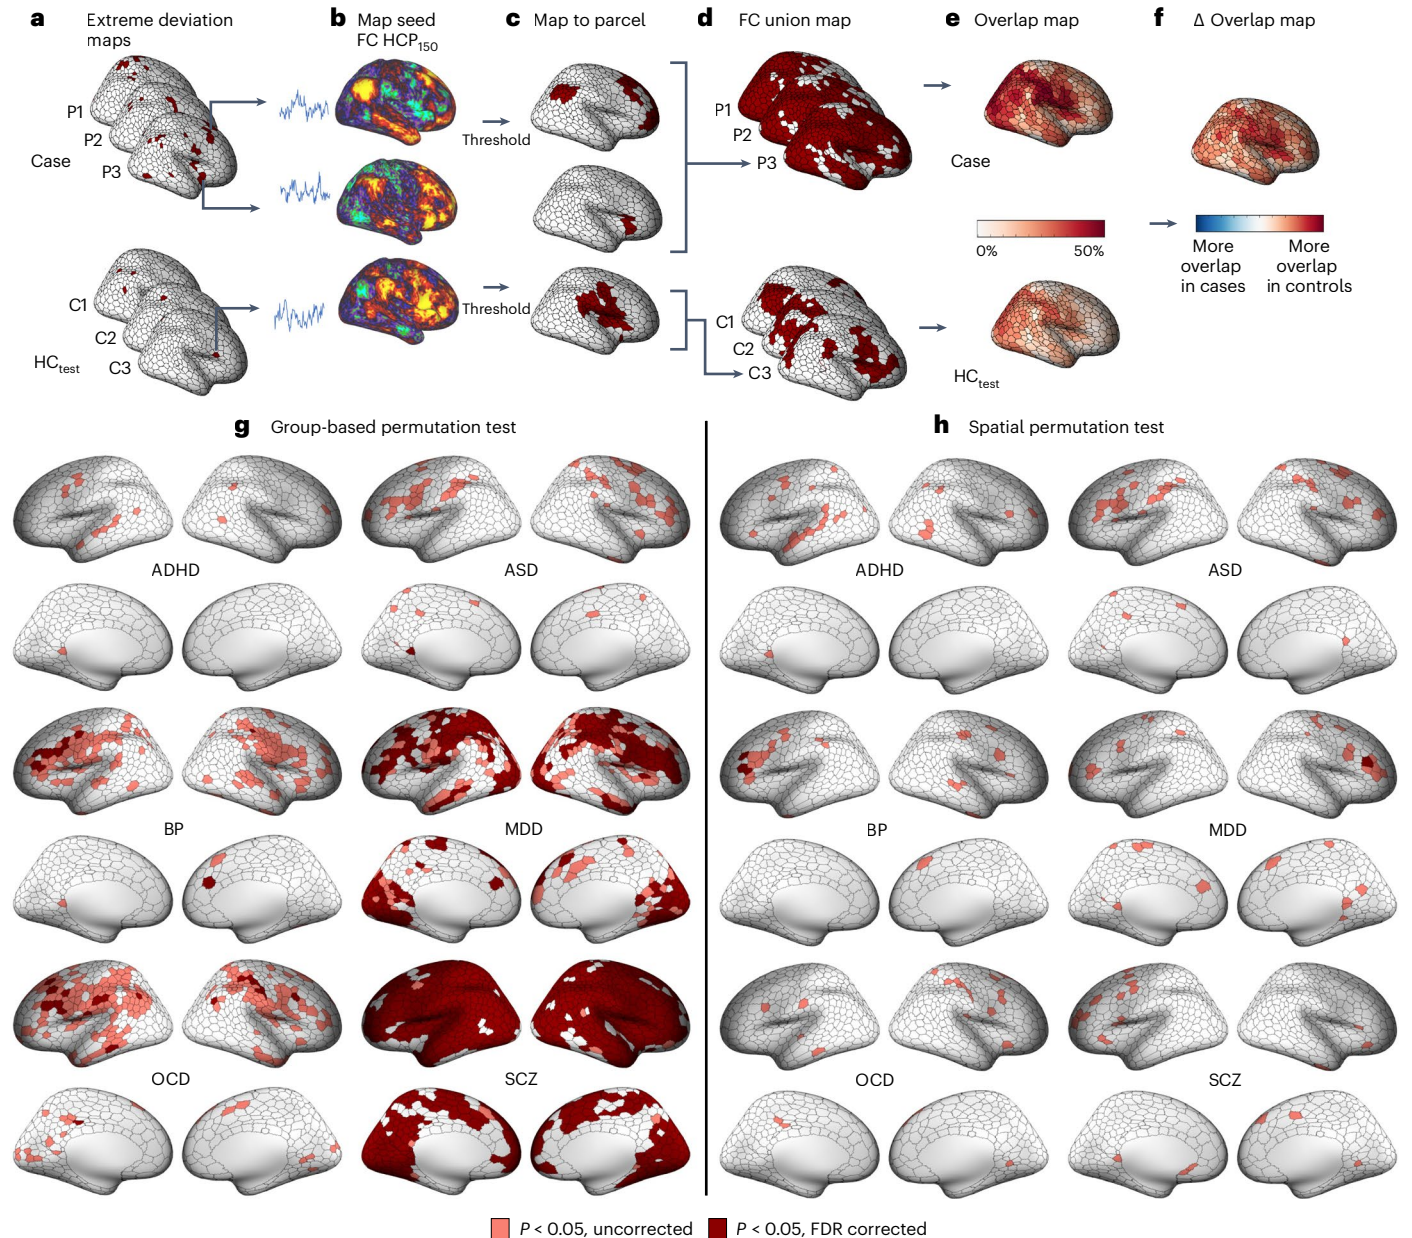 a Extreme deviation
maps
b Map seed
FC HCP150
c Map to parcel
d FC union map
e Overlap map
f Δ Overlap map
P1
P2
P3
Case
Threshold
P1
P2
P3
Case
0% 50%
More
overlap
in cases
More
overlap
in controls
C1
C2
C3
HCtest
Threshold
C1
C2
C3
HCtest
g Group-based permutation test
h Spatial permutation test
ADHD ASD
ADHD ASD
BP MDD
BP MDD
OCD SCZ
OCD SCZ
P < 0.05, uncorrected P < 0.05, FDR corrected